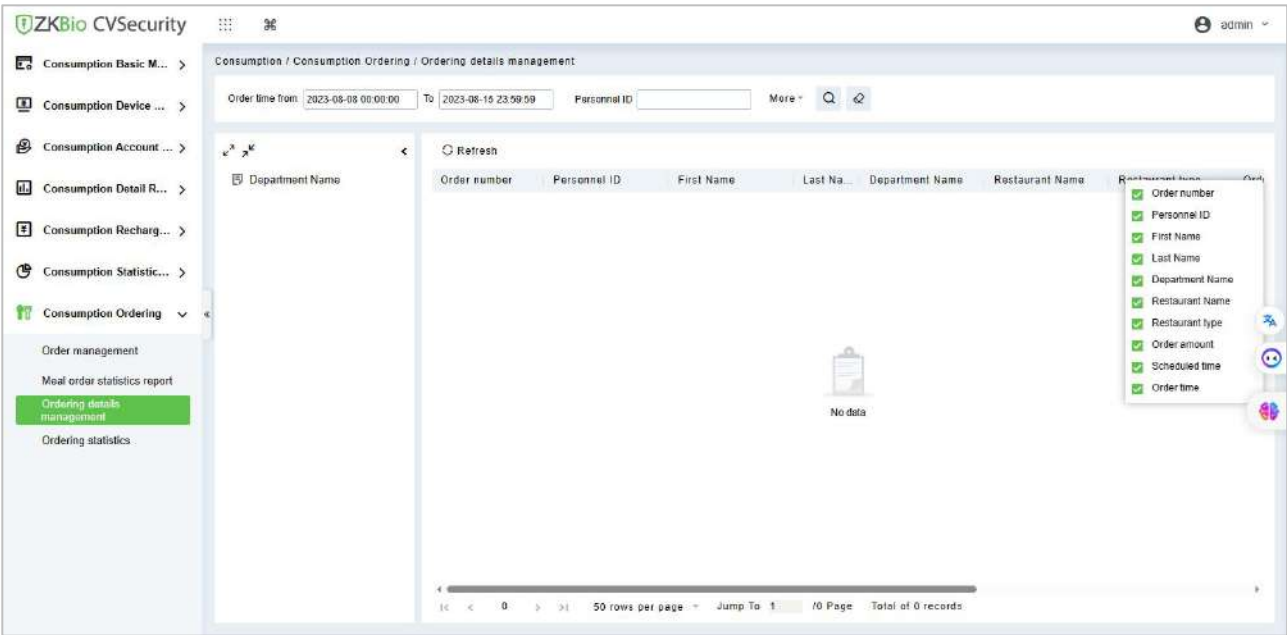 ZKBio CVSecurity
admin
Consumption Basic M...
Consumption Device ...
Consumption Account ...
Consumption Detail R...
Consumption Recharg...
Consumption Statistic...
Consumption Ordering
Order management
Meal order statistics report
Ordering details
management
Ordering statistics
Consumption / Consumption Ordering / Ordering details management
Order time from 2023-08-08 00:00:00 To 2023-08-15 23:59:59 Personnel ID More
Department Name
Refresh
Order number Personnel ID First Name Last Na... Department Name Restaurant Name Restaurant type
Order number
Personnel ID
First Name
Last Name
Department Name
Restaurant Name
Restaurant type
Order amount
Scheduled time
Order time
No data
0 50 rows per page Jump To 1 /0 Page Total of 0 records